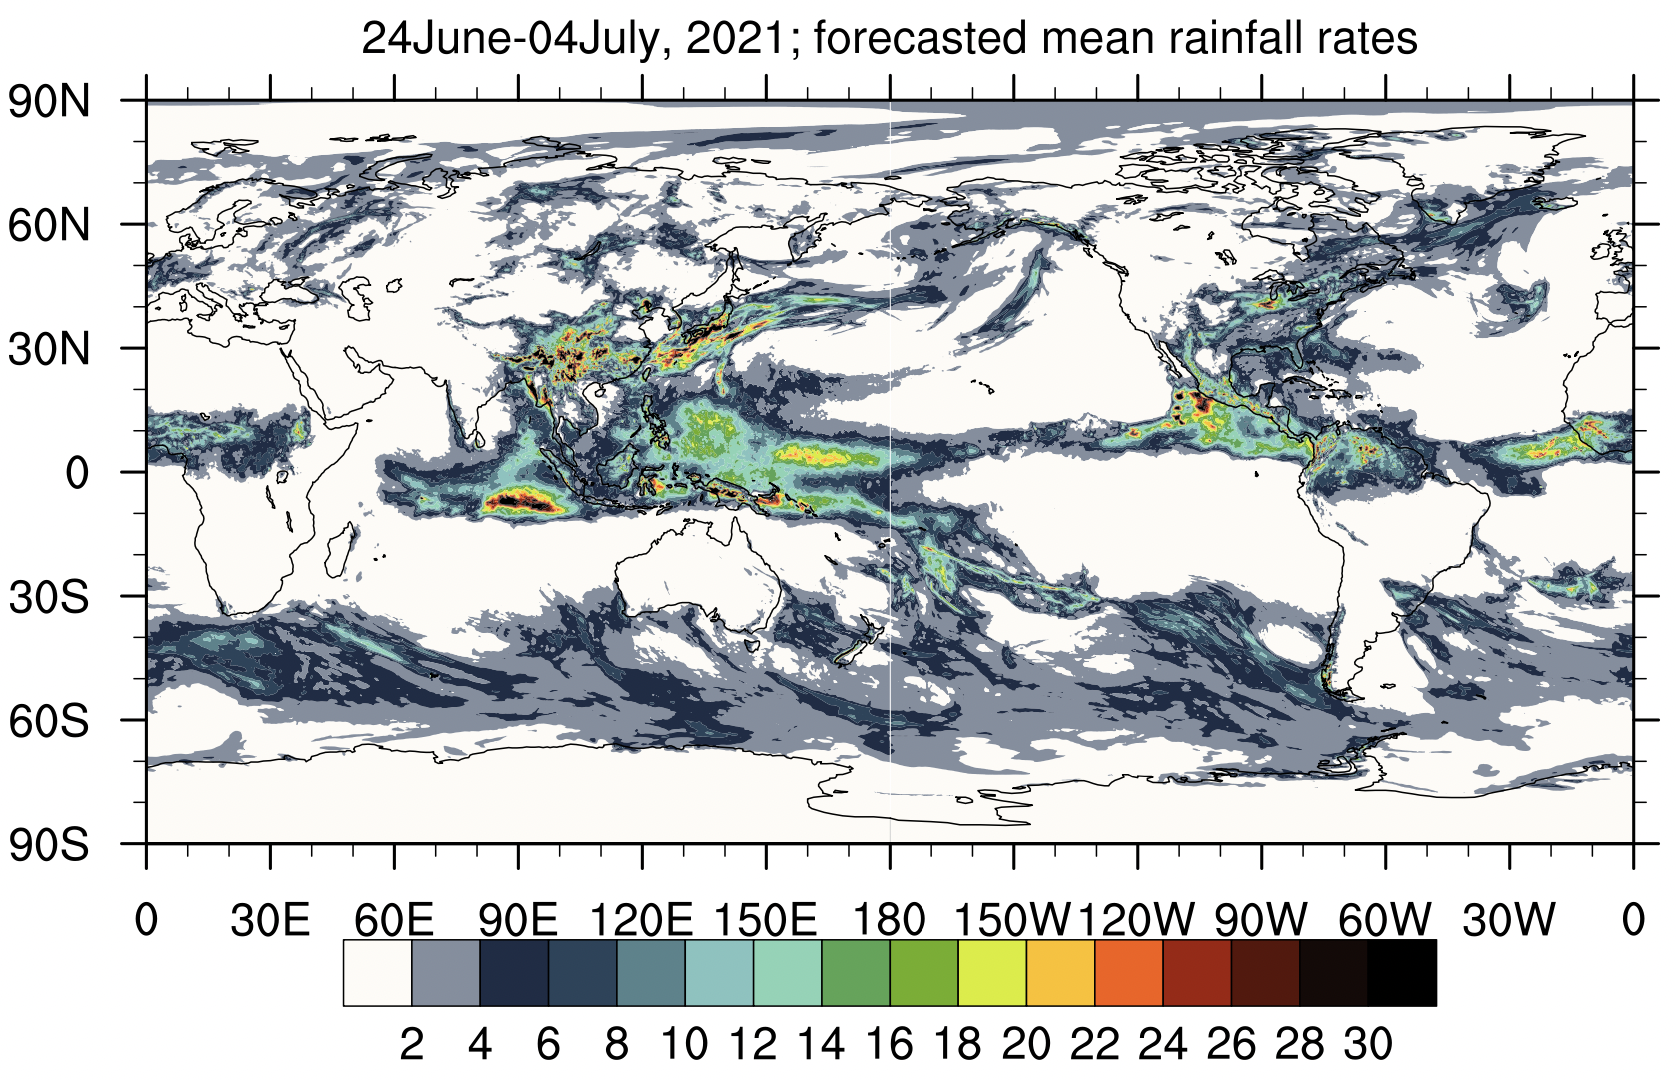 24June-04July, 2021; forecasted mean rainfall rates
90N
60N
30N
0
30S
60S
90S
0 30E 60E 90E 120E 150E 180 150W 120W 90W 60W 30W 0
2 4 6 8 10 12 14 16 18 20 22 24 26 28 30